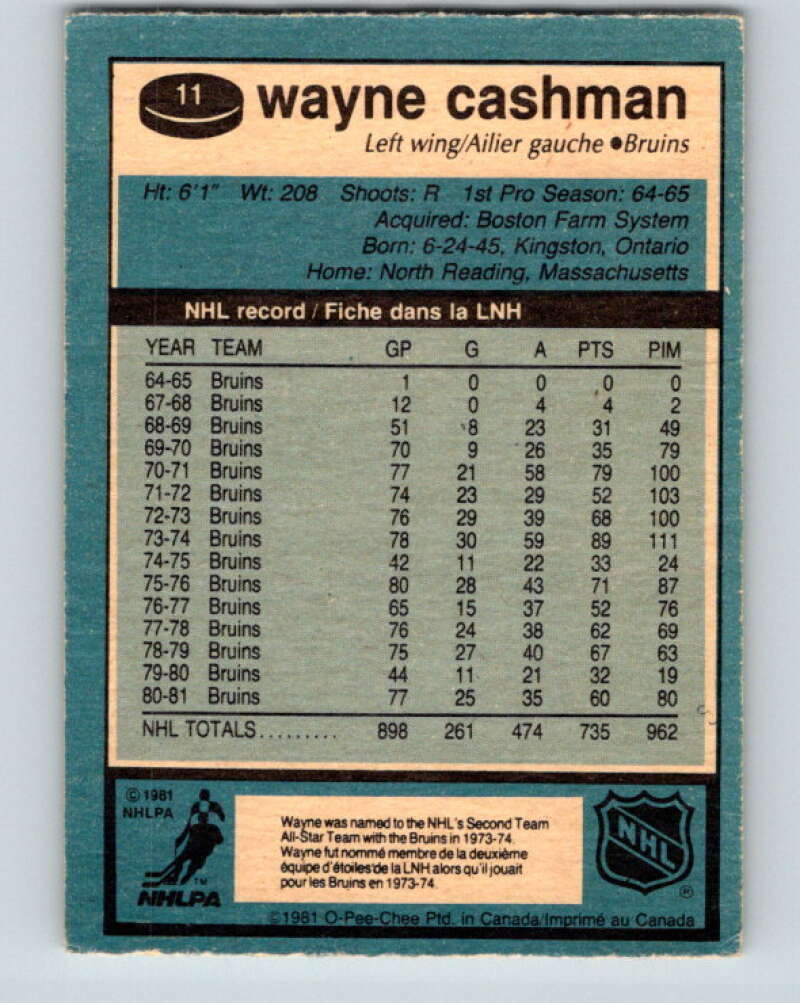 11 wayne cashman
Left wing/Ailier gauche ●Bruins
Ht: 6'1" Wt: 208 Shoots: R 1st Pro Season: 64-65
Acquired: Boston Farm System
Born: 6-24-45, Kingston, Ontario
Home: North Reading, Massachusetts
NHL record / Fiche dans la LNH
YEAR TEAM GP G A PTS PIM
64-65 Bruins 1 0 0 0 0
67-68 Bruins 12 0 4 4 2
68-69 Bruins 51 8 23 31 49
69-70 Bruins 70 9 26 35 79
70-71 Bruins 77 21 58 79 100
71-72 Bruins 74 23 29 52 103
72-73 Bruins 76 29 39 68 100
73-74 Bruins 78 30 59 89 111
74-75 Bruins 42 11 22 33 24
75-76 Bruins 80 28 43 71 87
76-77 Bruins 65 15 37 52 76
77-78 Bruins 76 24 38 62 69
78-79 Bruins 75 27 40 67 63
79-80 Bruins 44 11 21 32 19
80-81 Bruins 77 25 35 60 80
NHL TOTALS......... 898 261 474 735 962
© 1981
NHLPA
Wayne was named to the NHL's Second Team
All-Star Team with the Bruins in 1973-74.
Wayne fut nommé membre de la deuxième
équipe d'étoiles de la LNH alors qu'il jouait
pour les Bruins en 1973-74.
™
NHLPA
NHL
®
©1981 O-Pee-Chee Ptd. in Canada/Imprimé au Canada